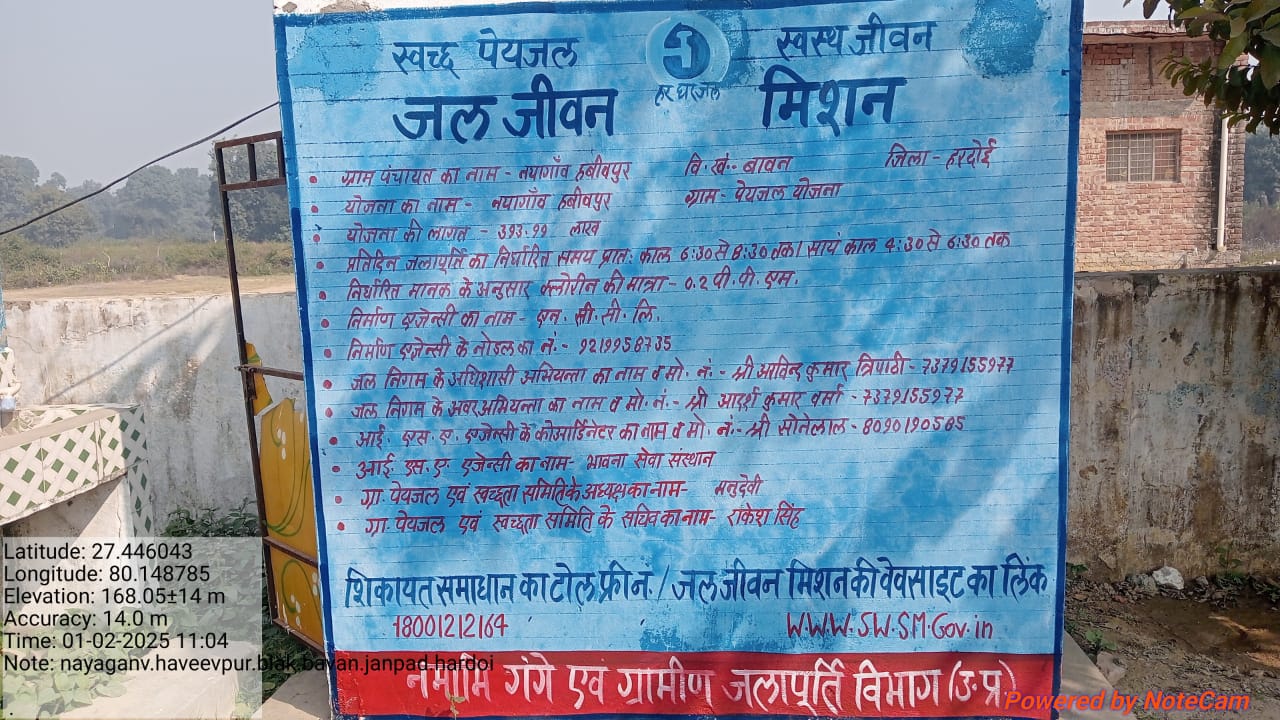 स्वच्छ पेयजल स्वस्थ जीवन
हर घर जल
जल जीवन मिशन
• ग्राम पंचायत का नाम - नयागाँव हबीबपुर वि. खं.- बावन जिला - हरदोई
• योजना का नाम - नयागाँव हबीबपुर ग्राम - पेयजल योजना
• योजना की लागत - 393.99 लाख
• प्रतिदिन जलापूर्ति का निर्धारित समय प्रातः काल 6:30 से 8:30 तक। सायं काल 4:30 से 6:30 तक
• निर्धारित मानक के अनुसार क्लोरीन की मात्रा - 0.2 पी. पी. एम.
• निर्माण एजेन्सी का नाम - एन. सी. सी. लि.
• निर्माण एजेन्सी के नोडल का नं. - 9219958735
• जल निगम के अधिशासी अभियन्ता का नाम व मो. नं. - श्री अरविन्द कुमार त्रिपाठी - 7379155977
• जल निगम के अवर अभियन्ता का नाम व मो. नं. - श्री आदर्श कुमार वर्मा - 7379155977
• आई. एस. ए. एजेन्सी के कोआर्डिनेटर का नाम व मो. नं. - श्री सोनेलाल - 8090190585
• आई. एस. ए. एजेन्सी का नाम - भावना सेवा संस्थान
• ग्रा. पेयजल एवं स्वच्छता समिति के अध्यक्ष का नाम - मनुदेवी
• ग्रा. पेयजल एवं स्वच्छता समिति के सचिव का नाम - राकेश सिंह
शिकायत समाधान का टोल फ्री नं. / जल जीवन मिशन की वेवसाइट का लिंक
18001212164 WWW.SW.SM.Gov.in
नमामि गंगे एवं ग्रामीण जलापूर्ति विभाग (उ. प्र)
Latitude: 27.446043
Longitude: 80.148785
Elevation: 168.05±14 m
Accuracy: 14.0 m
Time: 01-02-2025 11:04
Note: nayaganv.haveevpur.blak.bavan.janpad.hardoi
Powered by NoteCam